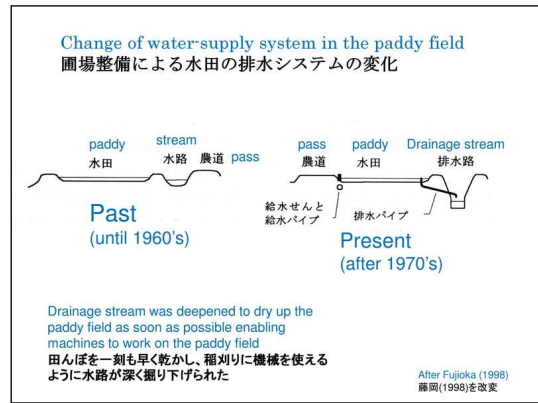 Change of water-supply system in the paddy field
圃場整備による水田の排水システムの変化
paddy stream
水田 水路 農道 pass
Past
(until 1960's)
pass paddy Drainage stream
農道 水田 排水路
給水せんと
給水パイプ
排水パイプ
Present
(after 1970's)
Drainage stream was deepened to dry up the
paddy field as soon as possible enabling
machines to work on the paddy field
田んぼを一刻も早く乾かし、稲刈りに機械を使える
ように水路が深く掘り下げられた
After Fujioka (1998)
藤岡(1998)を改変